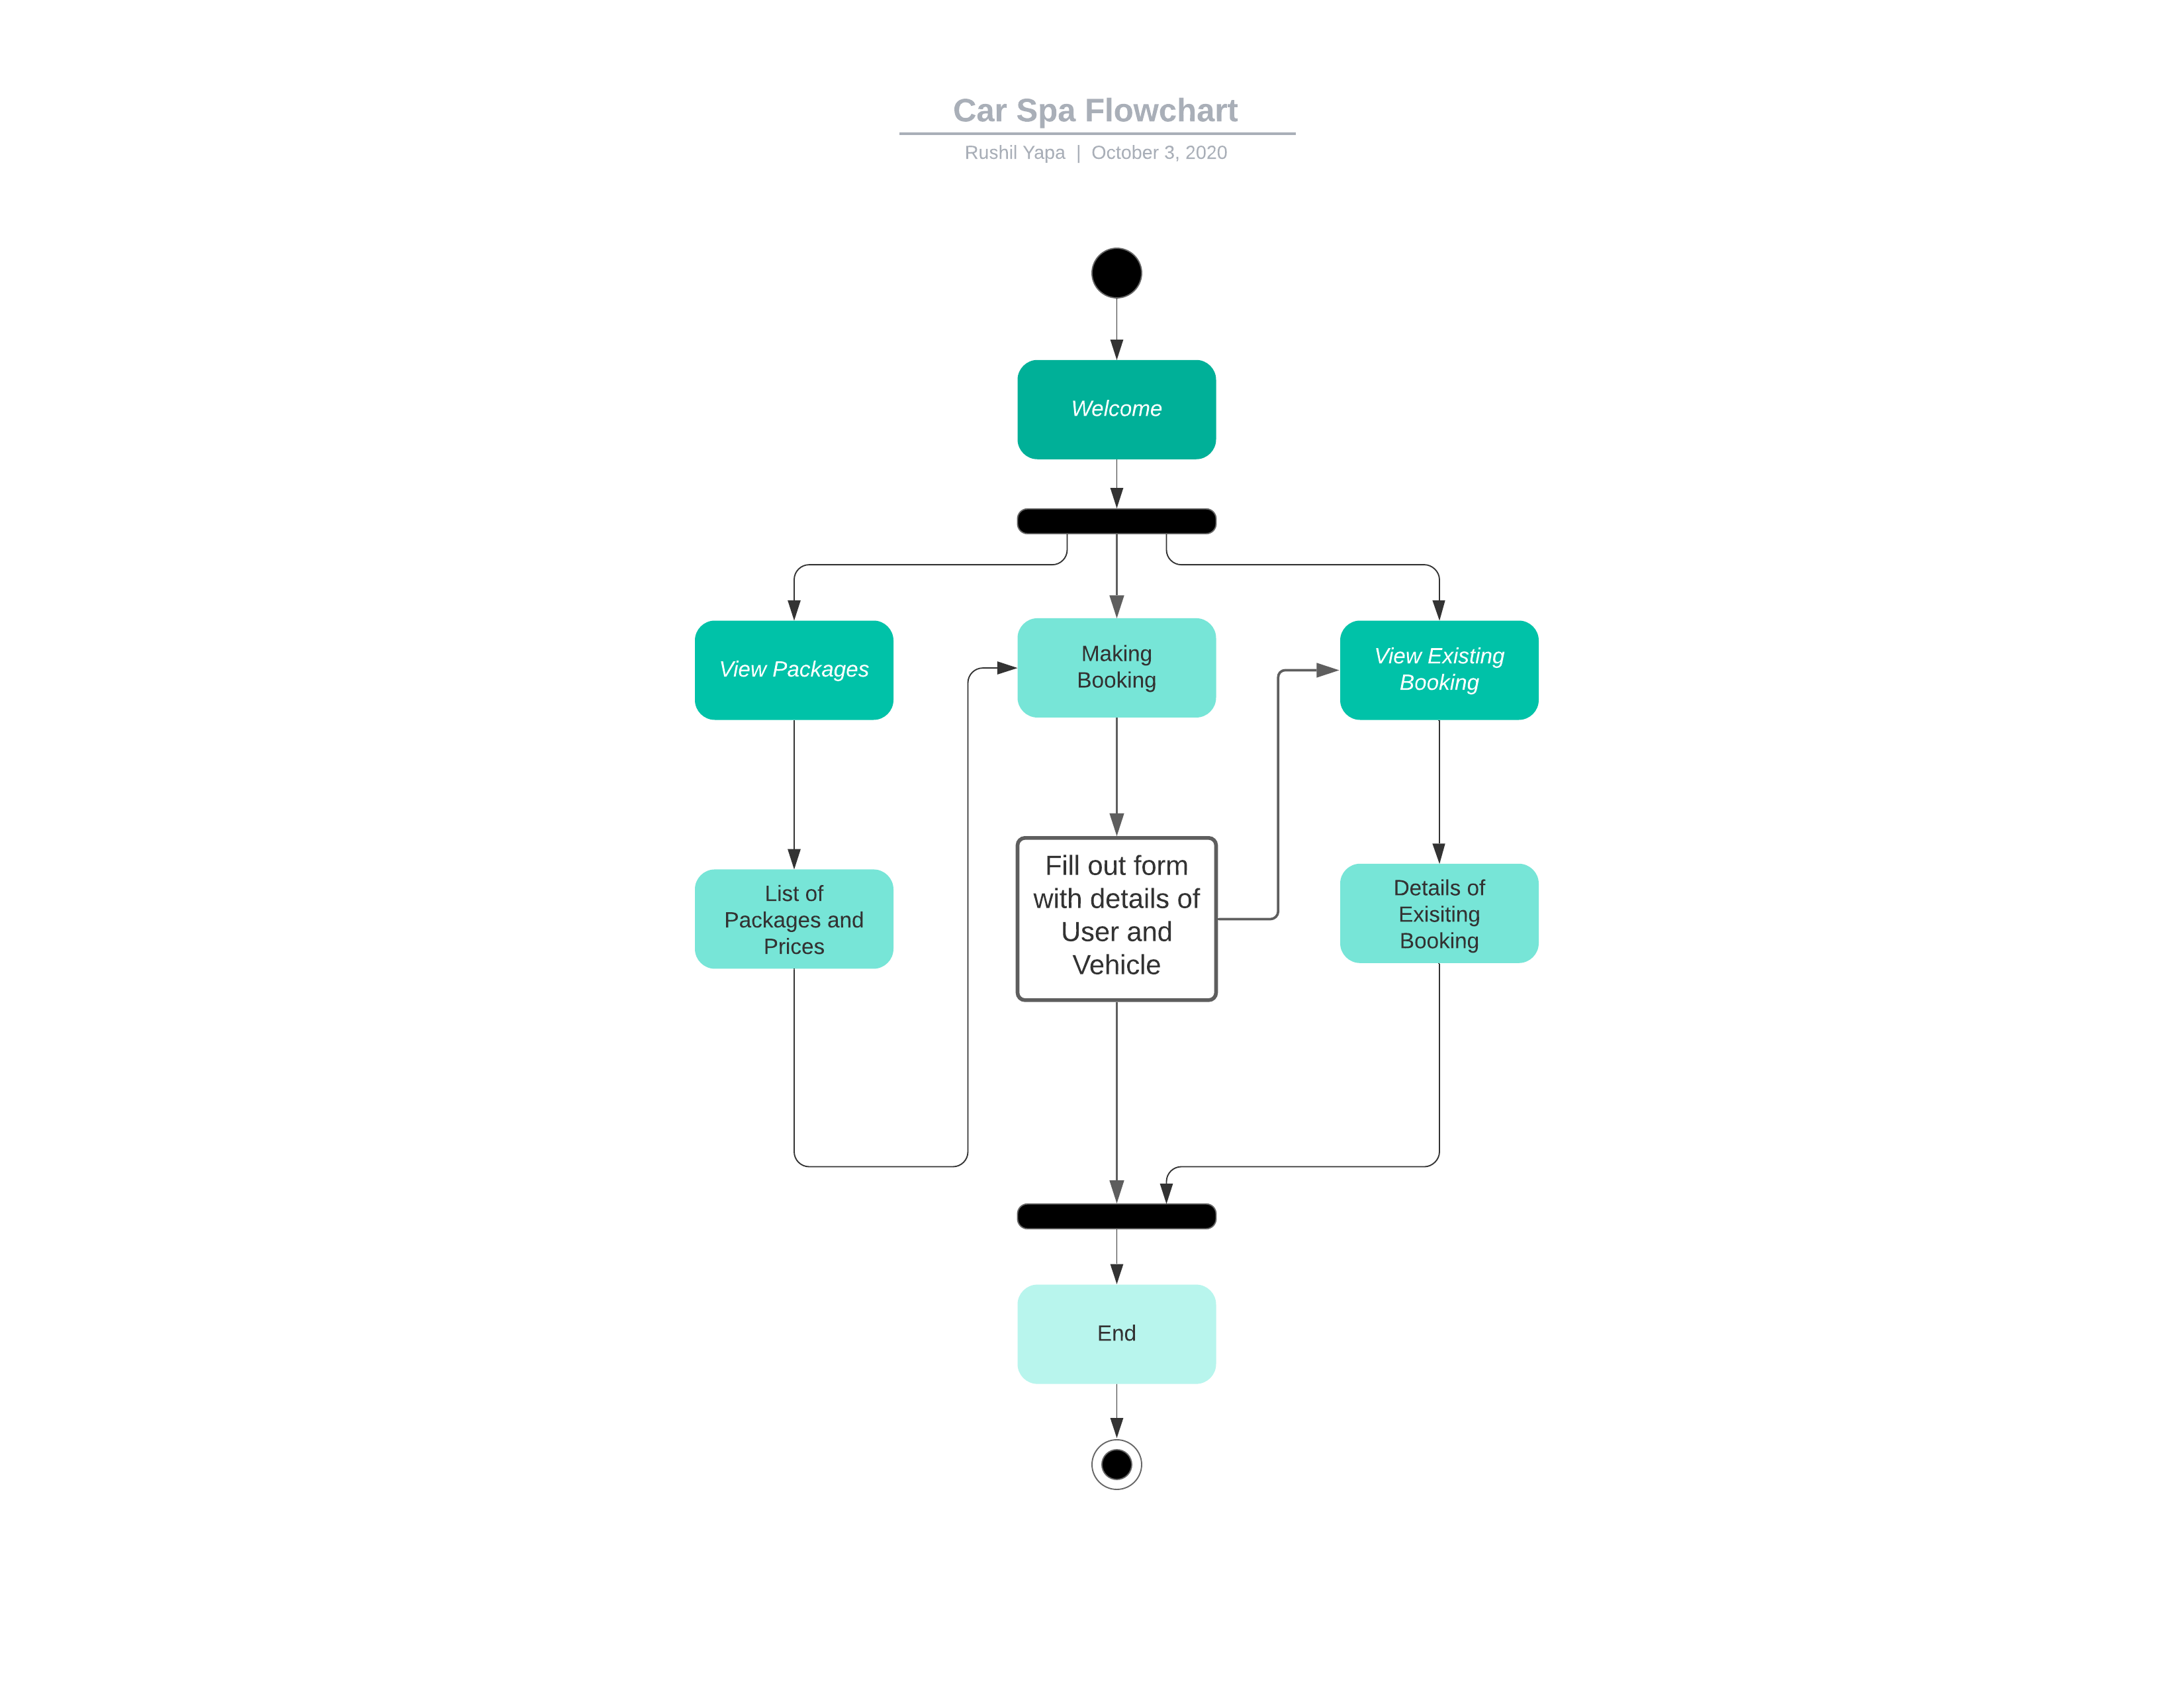 Car Spa Flowchart
Rushil Yapa | October 3, 2020
Welcome
View Packages
Making
Booking
View Existing
Booking
List of
Packages and
Prices
Fill out form
with details of
User and
Vehicle
Details of
Exisiting
Booking
End